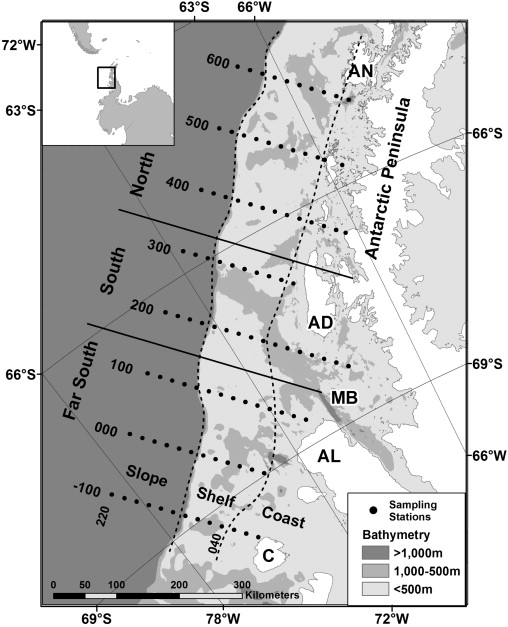 63°S 66°W
72°W
600
AN
63°S
500
66°S
North
400
Antarctic Peninsula
300
South
200
AD
69°S
66°S
100
Far South
MB
000
AL
66°W
Slope
-100
Shelf
220
Coast
040
C
Sampling
Stations
Bathymetry
>1,000m
1,000-500m
<500m
0 50 100 200 300
Kilometers
69°S 78°W 72°W